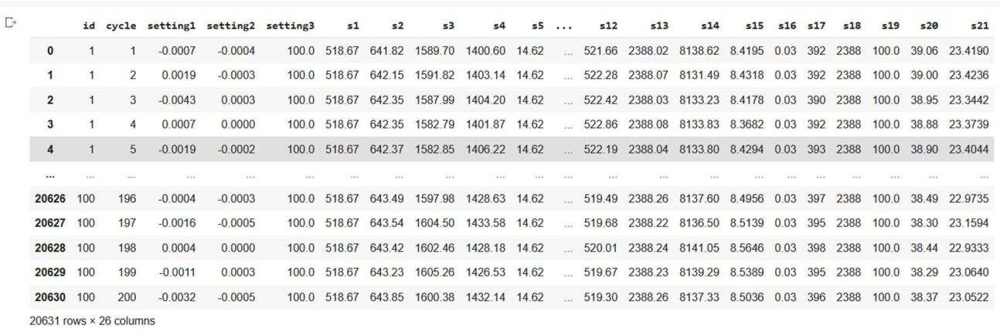 id cycle setting1 setting2 setting3 s1 s2 s3 s4 s5 ... s12 s13 s14 s15 s16 s17 s18 s19 s20 s21
0 1 1 -0.0007 -0.0004 100.0 518.67 641.82 1589.70 1400.60 14.62 ... 521.66 2388.02 8138.62 8.4195 0.03 392 2388 100.0 39.06 23.4190
1 1 2 0.0019 -0.0003 100.0 518.67 642.15 1591.82 1403.14 14.62 ... 522.28 2388.07 8131.49 8.4318 0.03 392 2388 100.0 39.00 23.4236
2 1 3 -0.0043 0.0003 100.0 518.67 642.35 1587.99 1404.20 14.62 ... 522.42 2388.03 8133.23 8.4178 0.03 390 2388 100.0 38.95 23.3442
3 1 4 0.0007 0.0000 100.0 518.67 642.35 1582.79 1401.87 14.62 ... 522.86 2388.08 8133.83 8.3682 0.03 392 2388 100.0 38.88 23.3739
4 1 5 -0.0019 -0.0002 100.0 518.67 642.37 1582.85 1406.22 14.62 ... 522.19 2388.04 8133.80 8.4294 0.03 393 2388 100.0 38.90 23.4044
... ... ... ... ... ... ... ... ... ... ... ... ... ... ... ... ... ... ... ... ... ...
20626 100 196 -0.0004 -0.0003 100.0 518.67 643.49 1597.98 1428.63 14.62 ... 519.49 2388.26 8137.60 8.4956 0.03 397 2388 100.0 38.49 22.9735
20627 100 197 -0.0016 -0.0005 100.0 518.67 643.54 1604.50 1433.58 14.62 ... 519.68 2388.22 8136.50 8.5139 0.03 395 2388 100.0 38.30 23.1594
20628 100 198 0.0004 0.0000 100.0 518.67 643.42 1602.46 1428.18 14.62 ... 520.01 2388.24 8141.05 8.5646 0.03 398 2388 100.0 38.44 22.9333
20629 100 199 -0.0011 0.0003 100.0 518.67 643.23 1605.26 1426.53 14.62 ... 519.67 2388.23 8139.29 8.5389 0.03 395 2388 100.0 38.29 23.0640
20630 100 200 -0.0032 -0.0005 100.0 518.67 643.85 1600.38 1432.14 14.62 ... 519.30 2388.26 8137.33 8.5036 0.03 396 2388 100.0 38.37 23.0522
20631 rows × 26 columns